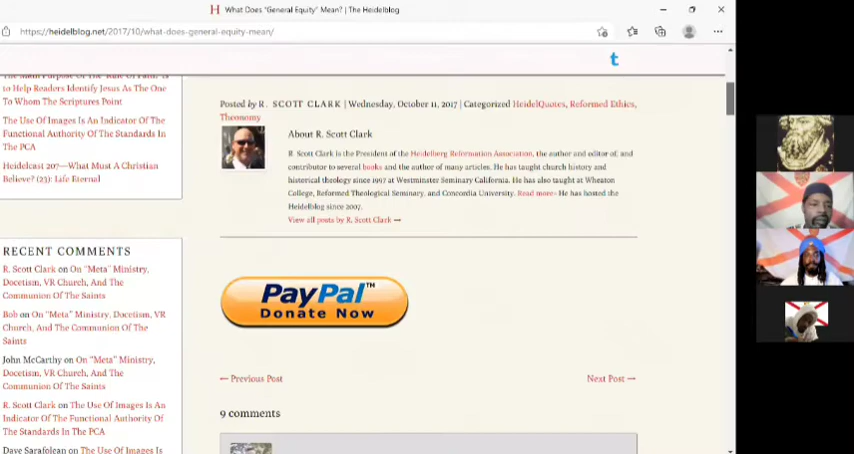 H What Does "General Equity" Mean? | The Heidelblog
https://heidelblog.net/2017/10/what-does-general-equity-mean/
The Main Purpose Of The "Rule Of Faith" Is
to Help Readers Identify Jesus As The One
To Whom The Scriptures Point
The Use Of Images Is An Indicator Of The
Functional Authority Of The Standards In
The PCA
Heidelcast 207—What Must A Christian
Believe? (23): Life Eternal
RECENT COMMENTS
R. Scott Clark on On "Meta" Ministry,
Docetism, VR Church, And The
Communion Of The Saints
Bob on On "Meta" Ministry, Docetism, VR
Church, And The Communion Of The
Saints
John McCarthy on On "Meta" Ministry,
Docetism, VR Church, And The
Communion Of The Saints
R. Scott Clark on The Use Of Images Is An
Indicator Of The Functional Authority Of
The Standards In The PCA
Dave Sarafolean on The Use Of Images Is
Posted by R. SCOTT CLARK | Wednesday, October 11, 2017 | Categorized HeidelQuotes, Reformed Ethics,
Theonomy
About R. Scott Clark
R. Scott Clark is the President of the Heidelberg Reformation Association, the author and editor of, and
contributor to several books and the author of many articles. He has taught church history and
historical theology since 1997 at Westminster Seminary California. He has also taught at Wheaton
College, Reformed Theological Seminary, and Concordia University. Read more» He has hosted the
Heidelblog since 2007.
View all posts by R. Scott Clark →
PayPal™
Donate Now
← Previous Post
Next Post →
9 comments